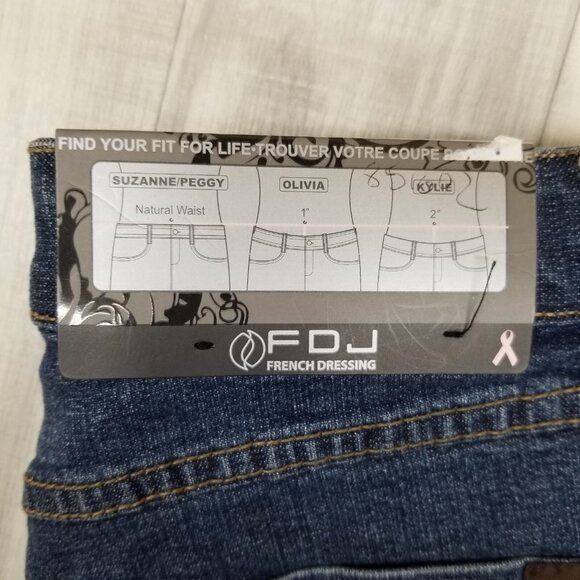 FIND YOUR FIT FOR LIFE•TROUVER VOTRE COUPE
SUZANNE/PEGGY
OLIVIA
KYLIE
Natural Waist
1"
2"
FDJ
FRENCH DRESSING